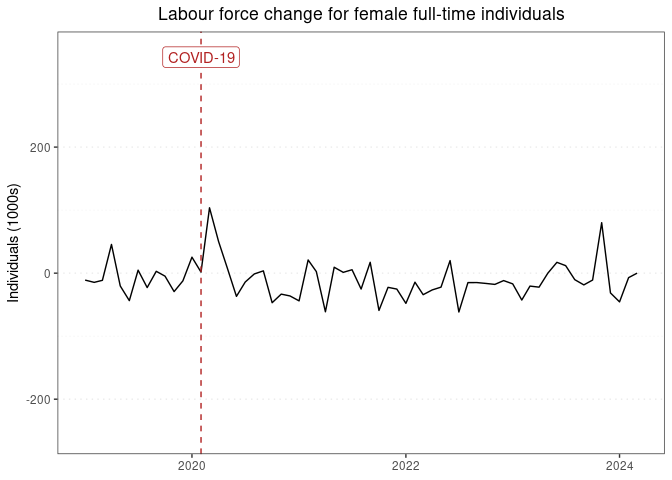 Labour force change for female full-time individuals
COVID-19
Individuals (1000s)
200
0
-200
2020
2022
2024